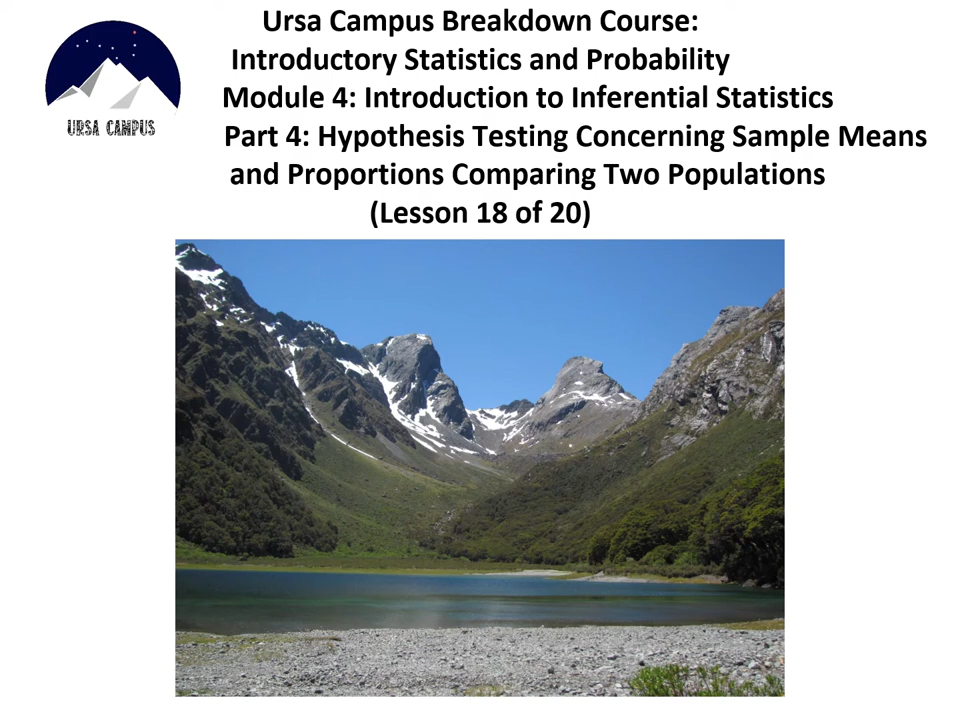 Ursa Campus Breakdown Course:
Introductory Statistics and Probability
Module 4: Introduction to Inferential Statistics
Part 4: Hypothesis Testing Concerning Sample Means
and Proportions Comparing Two Populations
(Lesson 18 of 20)
URSA CAMPUS